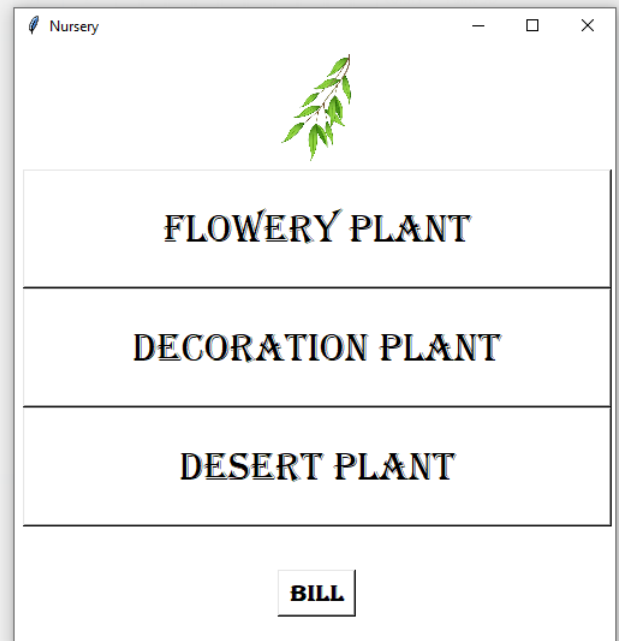 Nursery
FLOWERY PLANT
DECORATION PLANT
DESERT PLANT
BILL